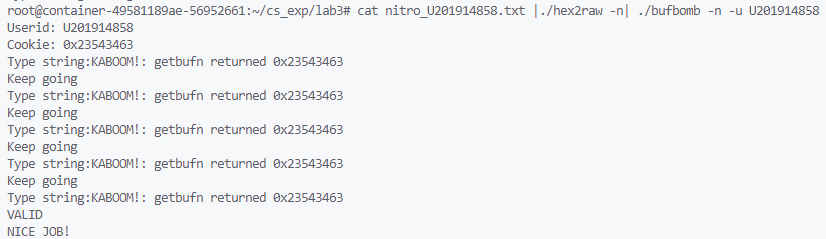 root@container-49581189ae-56952661:~/cs_exp/lab3# cat nitro_U201914858.txt |./hex2raw -n| ./bufbomb -n -u U201914858
Userid: U201914858
Cookie: 0x23543463
Type string:KABOOM!: getbufn returned 0x23543463
Keep going
Type string:KABOOM!: getbufn returned 0x23543463
Keep going
Type string:KABOOM!: getbufn returned 0x23543463
Keep going
Type string:KABOOM!: getbufn returned 0x23543463
Keep going
Type string:KABOOM!: getbufn returned 0x23543463
VALID
NICE JOB!